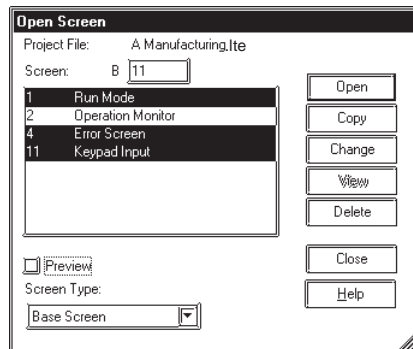 Open Screen
Project File: A Manufacturing.lte
Screen: B 11
Open
1 Run Mode
2 Operation Monitor
Copy
4 Error Screen
11 Keypad Input
Change
View
Delete
Preview
Close
Screen Type:
Help
Base Screen